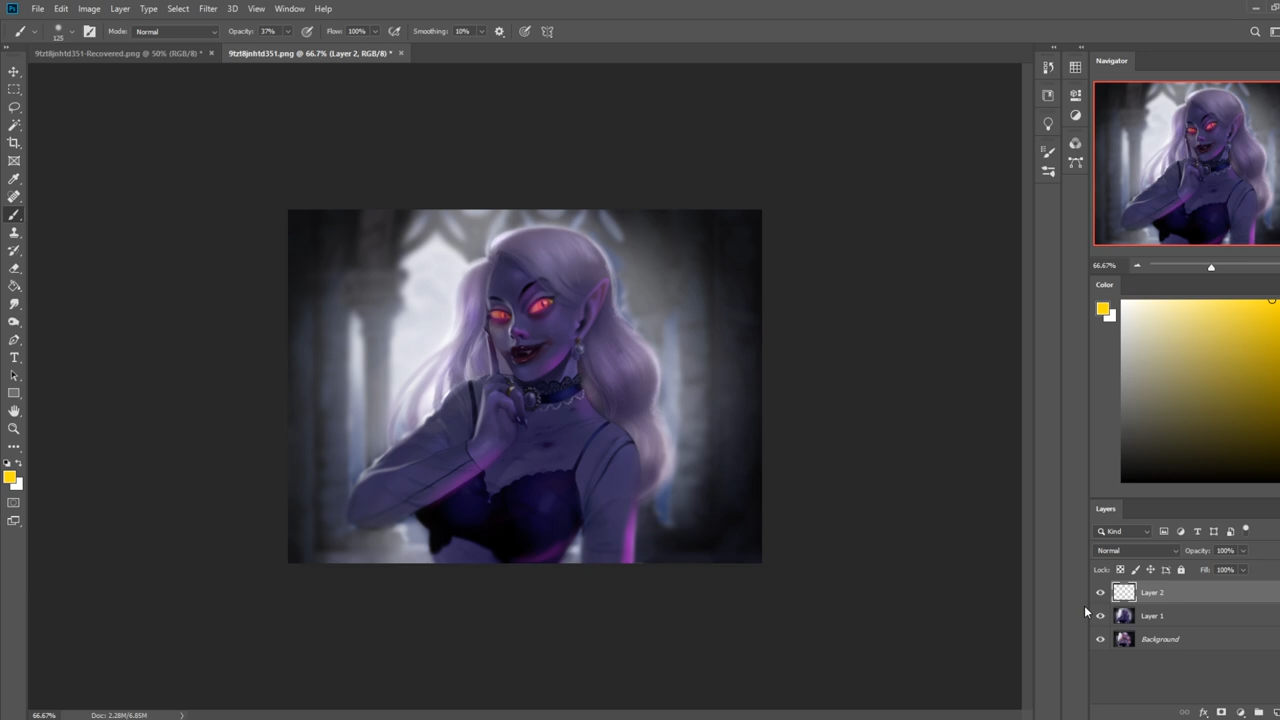 Ps File Edit Image Layer Type Select Filter 3D View Window Help
125 Mode: Normal Opacity: 37% Flow: 100% Smoothing: 10%
9tzt8jnhtd351-Recovered.png @ 50% (RGB/8) * × 9tzt8jnhtd351.png @ 66.7% (Layer 2, RGB/8) * ×
Navigator
66.67%
Color
Layers
Kind
Normal Opacity: 100%
Lock: Fill: 100%
Layer 2
Layer 1
Background
66.67% Doc: 2.28M/6.85M